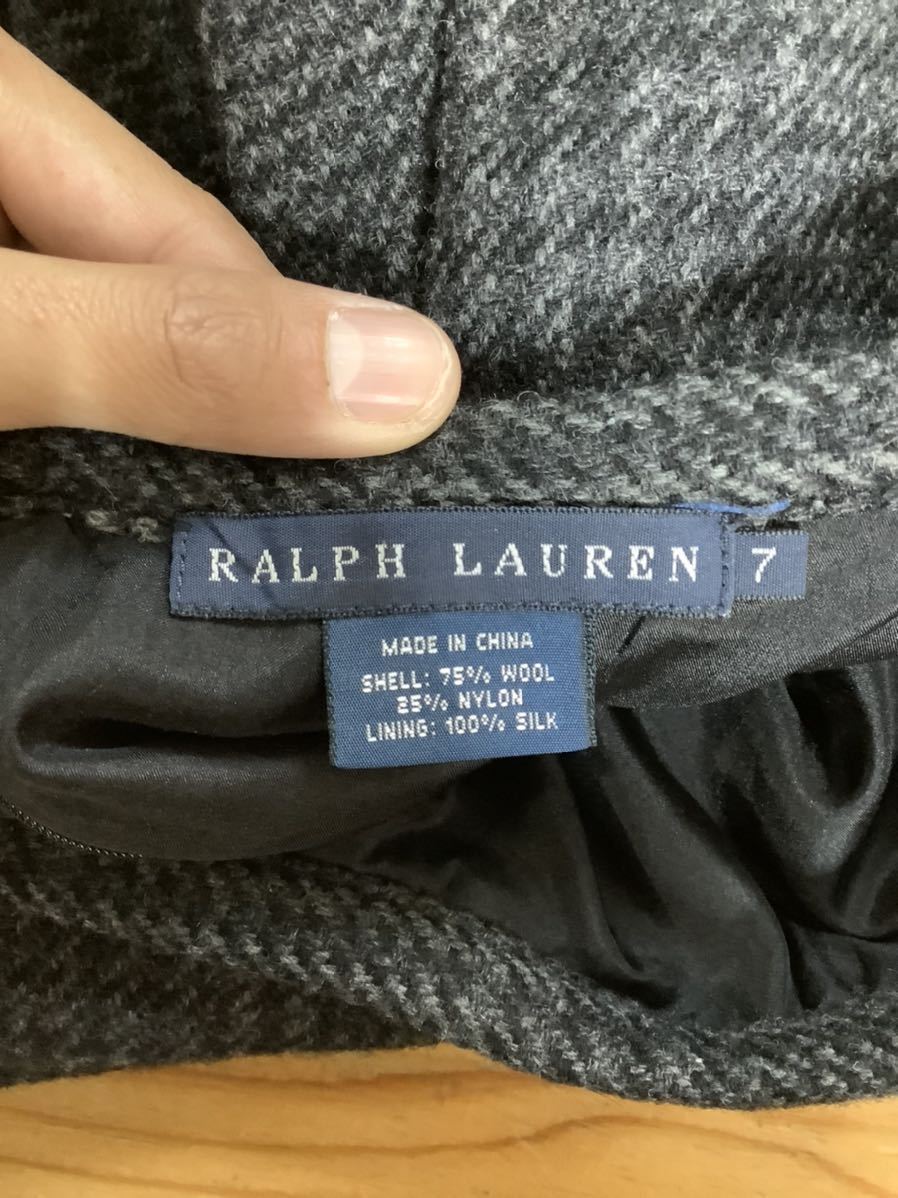 RALPH LAUREN 7
MADE IN CHINA
SHELL: 75% WOOL
25% NYLON
LINING: 100% SILK